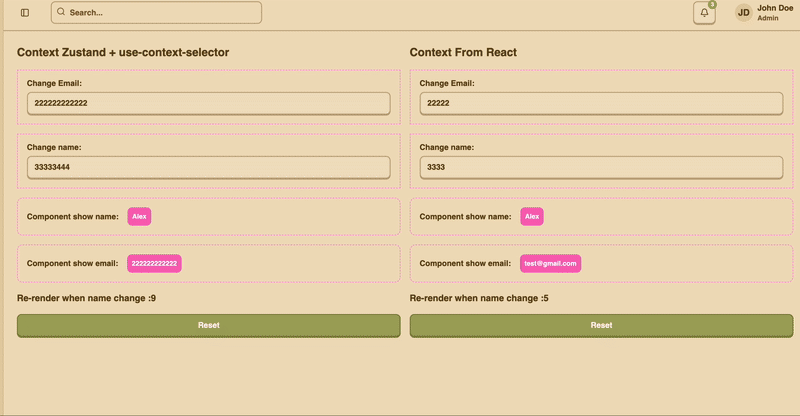 Search...
3
JD
John Doe
Admin
Context Zustand + use-context-selector
Change Email:
222222222222
Change name:
33333444
Component show name: Alex
Component show email: 222222222222
Re-render when name change :9
Reset
Context From React
Change Email:
22222
Change name:
3333
Component show name: Alex
Component show email: test@gmail.com
Re-render when name change :5
Reset